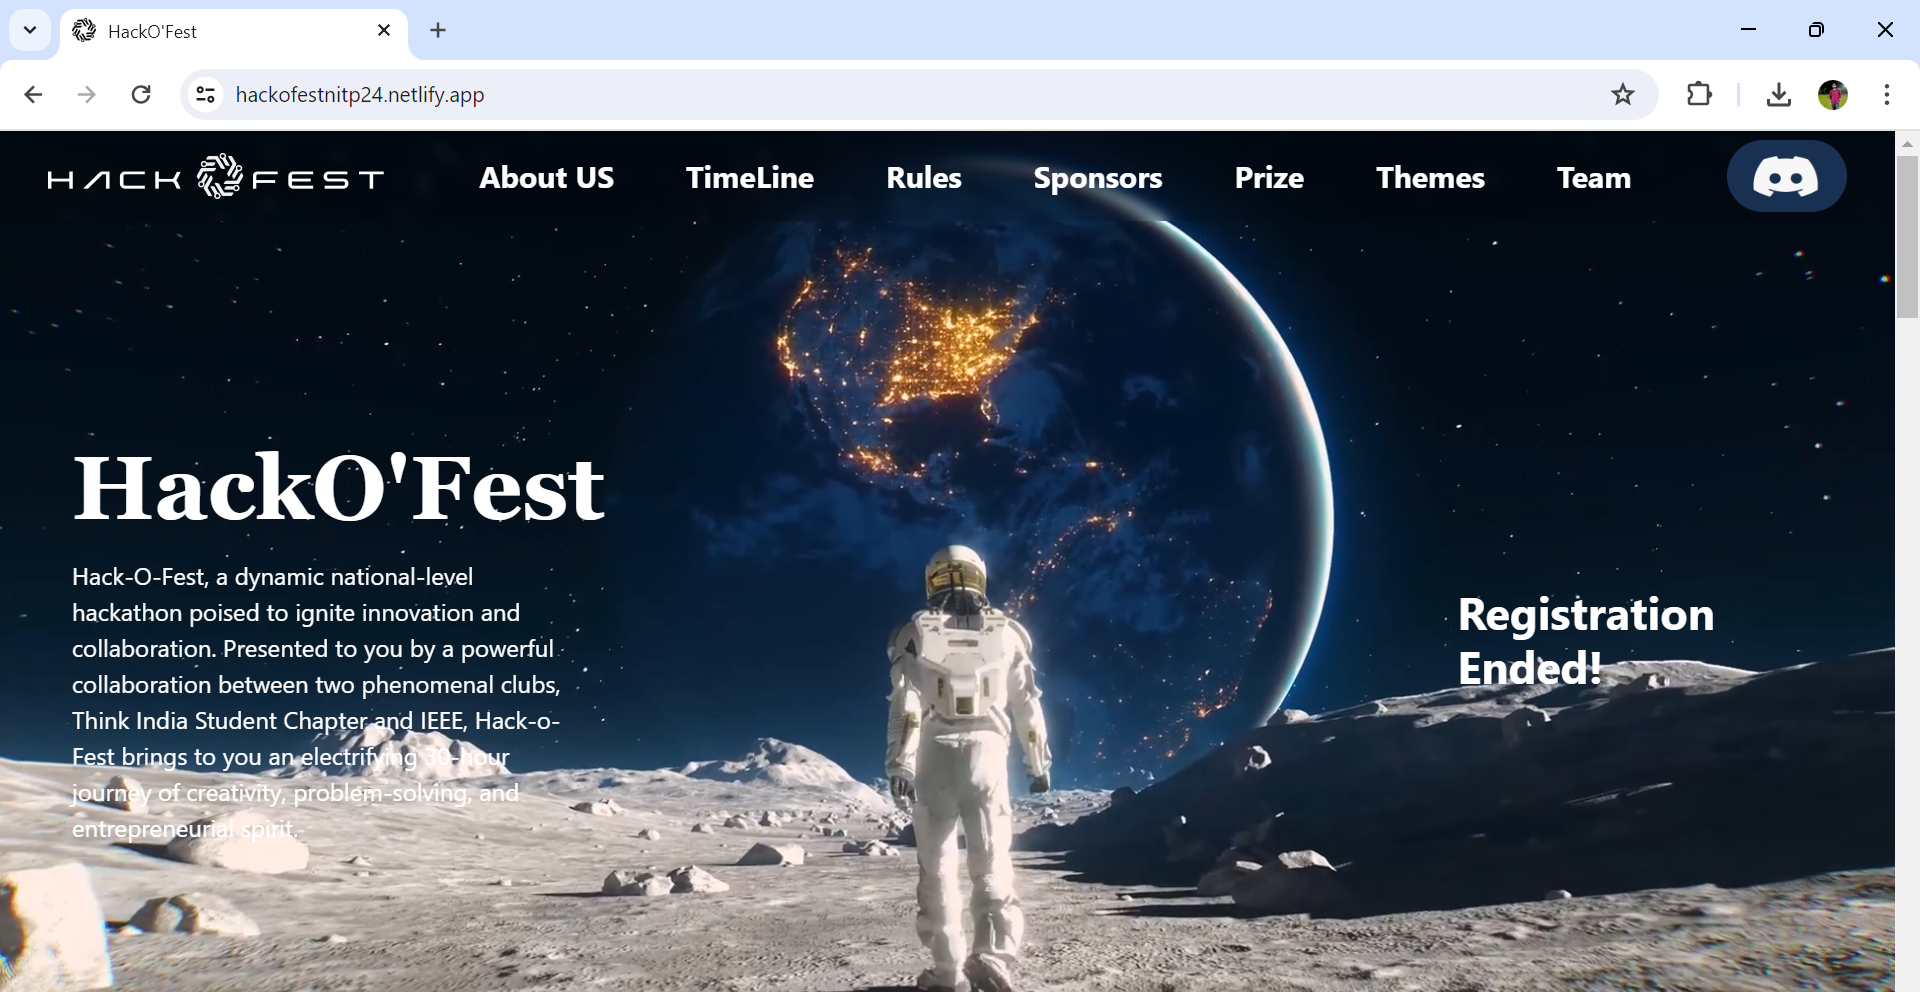 HackO'Fest
hackofestnitp24.netlify.app
HACK FEST
About US
TimeLine
Rules
Sponsors
Prize
Themes
Team
HackO'Fest
Hack-O-Fest, a dynamic national-level
hackathon poised to ignite innovation and
collaboration. Presented to you by a powerful
collaboration between two phenomenal clubs,
Think India Student Chapter and IEEE, Hack-o-
Fest brings to you an electrifying 30-hour
journey of creativity, problem-solving, and
entrepreneurial spirit.
Registration
Ended!